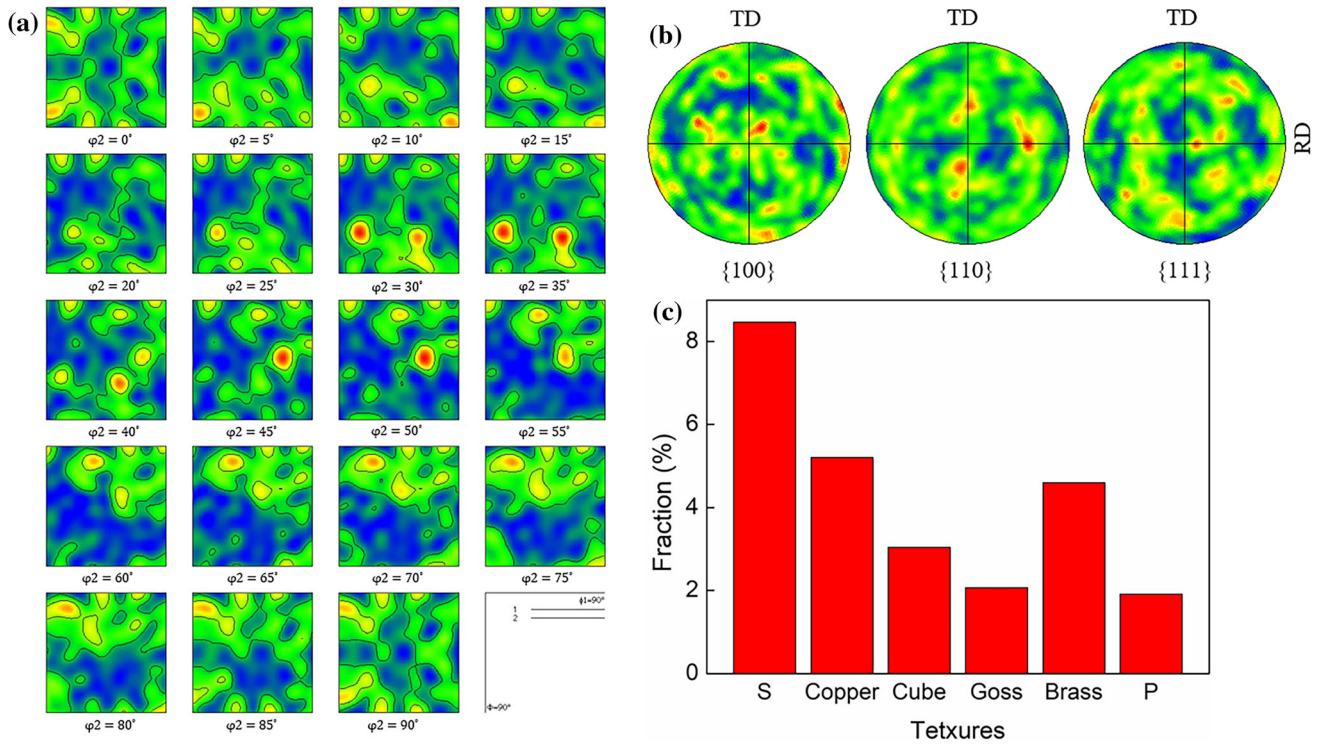 (a)
φ2 = 0°
φ2 = 5°
φ2 = 10°
φ2 = 15°
φ2 = 20°
φ2 = 25°
φ2 = 30°
φ2 = 35°
φ2 = 40°
φ2 = 45°
φ2 = 50°
φ2 = 55°
φ2 = 60°
φ2 = 65°
φ2 = 70°
φ2 = 75°
φ2 = 80°
φ2 = 85°
φ2 = 90°
ϕ1=90°
1
2
Φ=90°
(b)
TD
TD
TD
RD
{100}
{110}
{111}
(c)
Fraction (%)
8
6
4
2
0
S
Copper
Cube
Goss
Brass
P
Tetxures